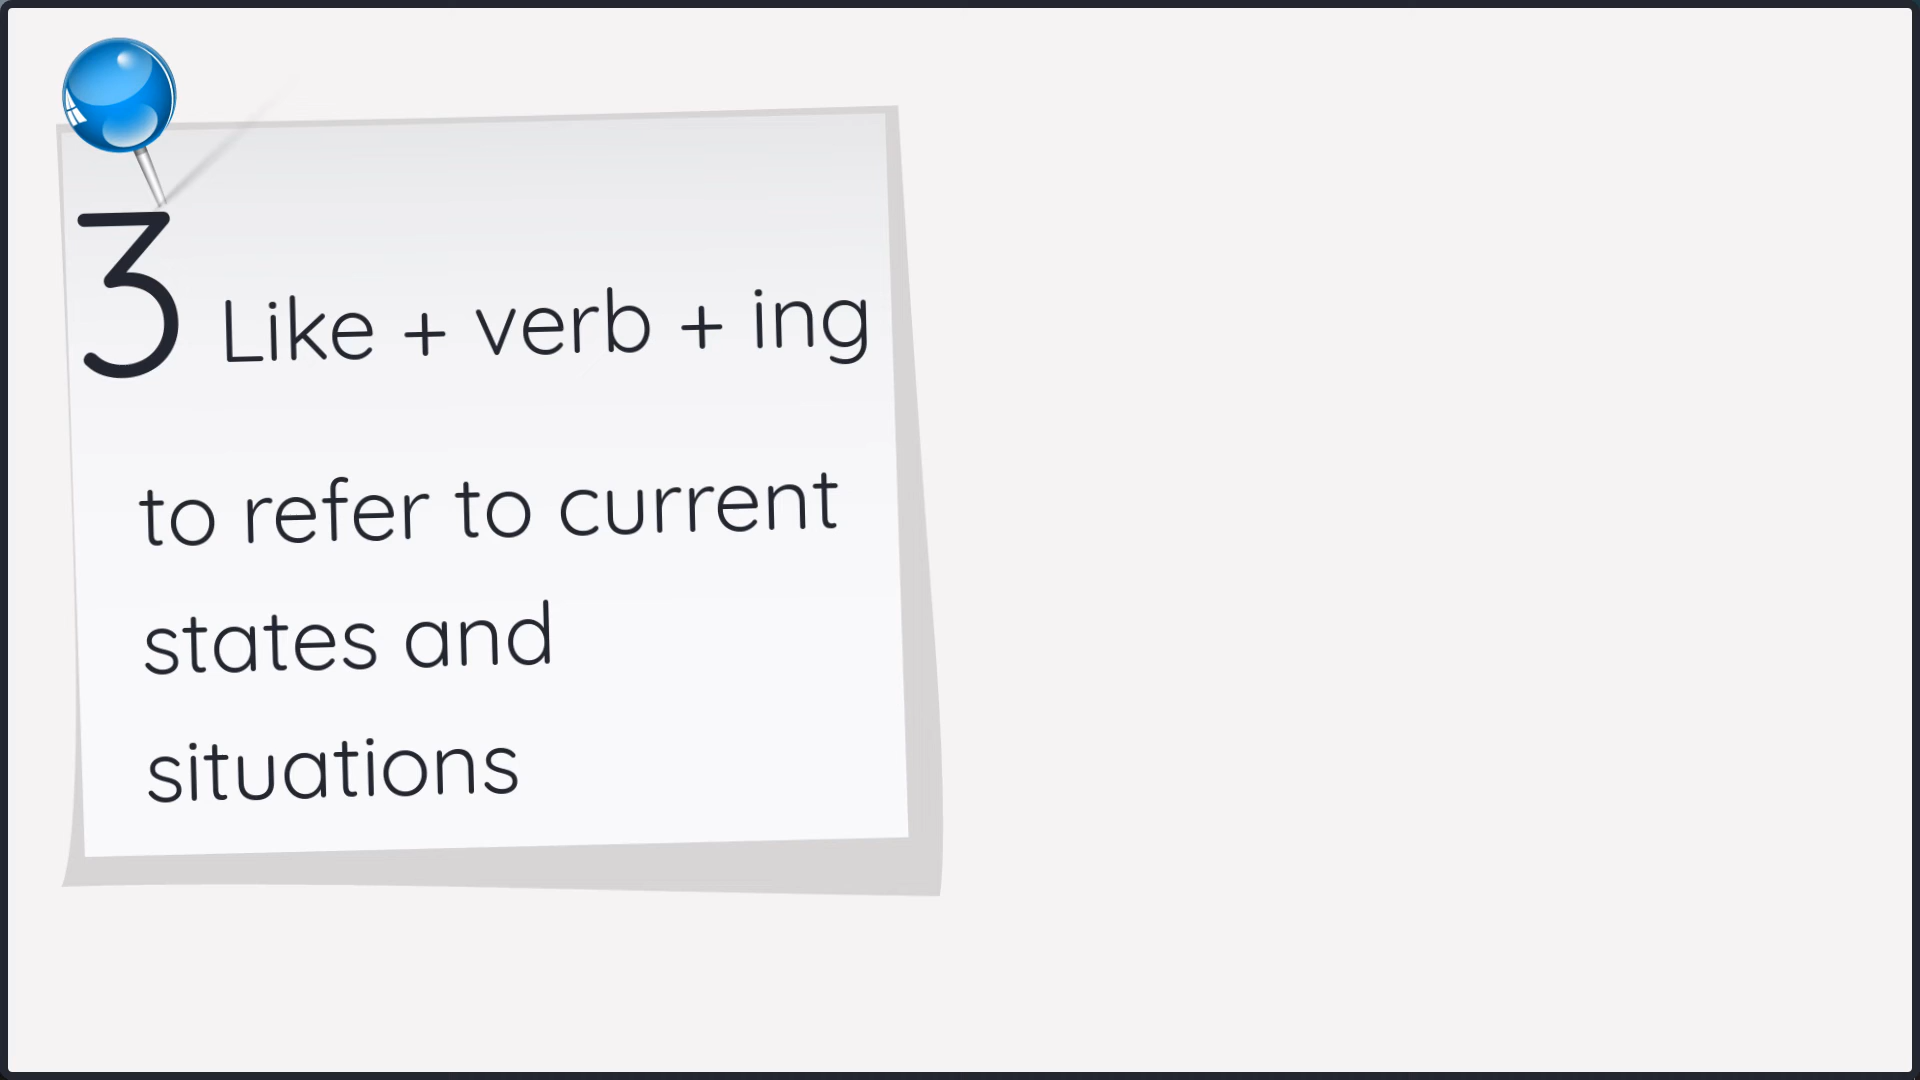 3 Like + verb + ing
to refer to current
states and
situations